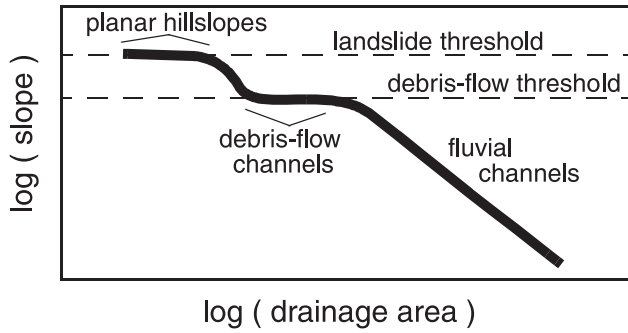 planar hillslopes
landslide threshold
debris-flow threshold
debris-flow
channels
fluvial
channels
log ( slope )
log ( drainage area )